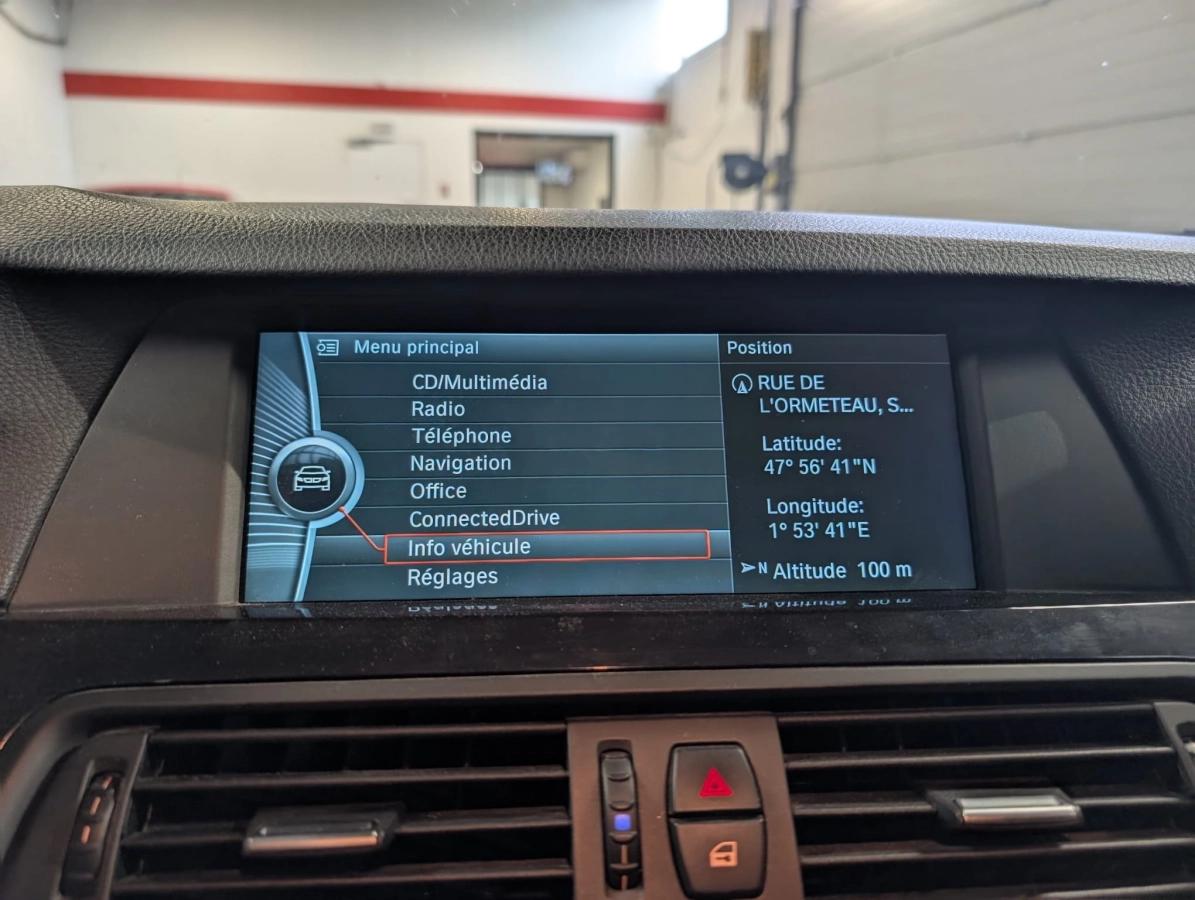 Menu principal
CD/Multimédia
Radio
Téléphone
Navigation
Office
ConnectedDrive
Info véhicule
Réglages
Position
RUE DE
L'ORMETEAU, S...
Latitude:
47° 56' 41"N
Longitude:
1° 53' 41"E
N Altitude 100 m